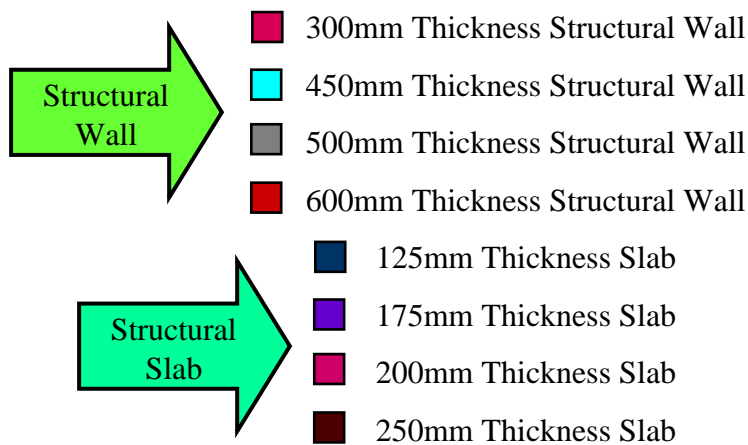 Structural
Wall
300mm Thickness Structural Wall
450mm Thickness Structural Wall
500mm Thickness Structural Wall
600mm Thickness Structural Wall
Structural
Slab
125mm Thickness Slab
175mm Thickness Slab
200mm Thickness Slab
250mm Thickness Slab